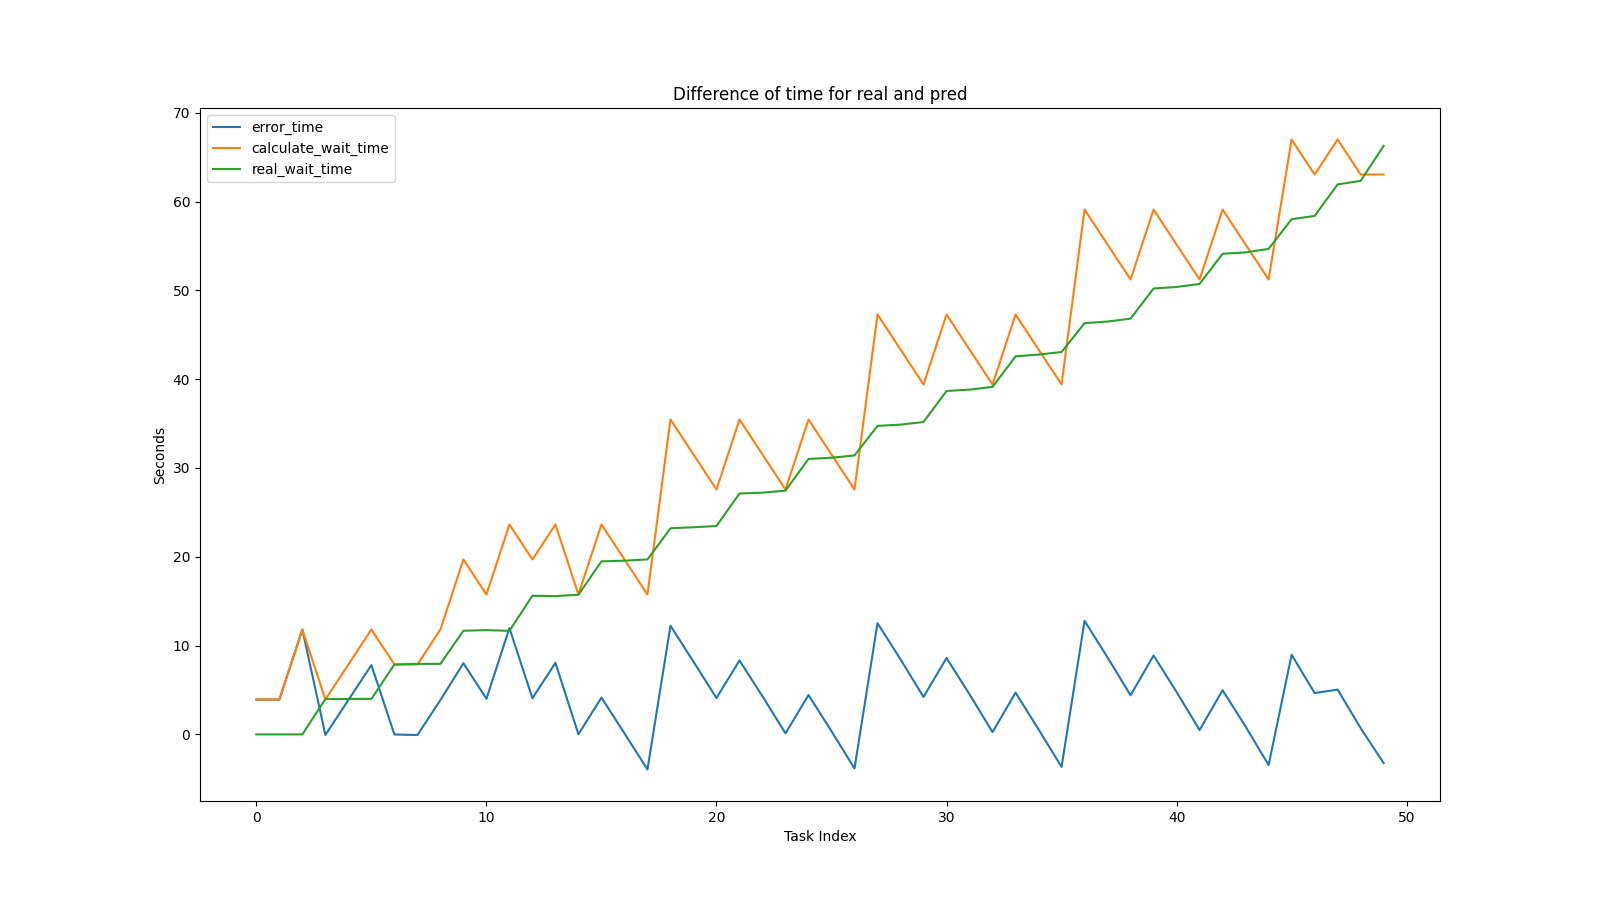 Difference of time for real and pred
70
60
50
40
30
20
10
0
Seconds
error_time
calculate_wait_time
real_wait_time
0 10 20 30 40 50
Task Index